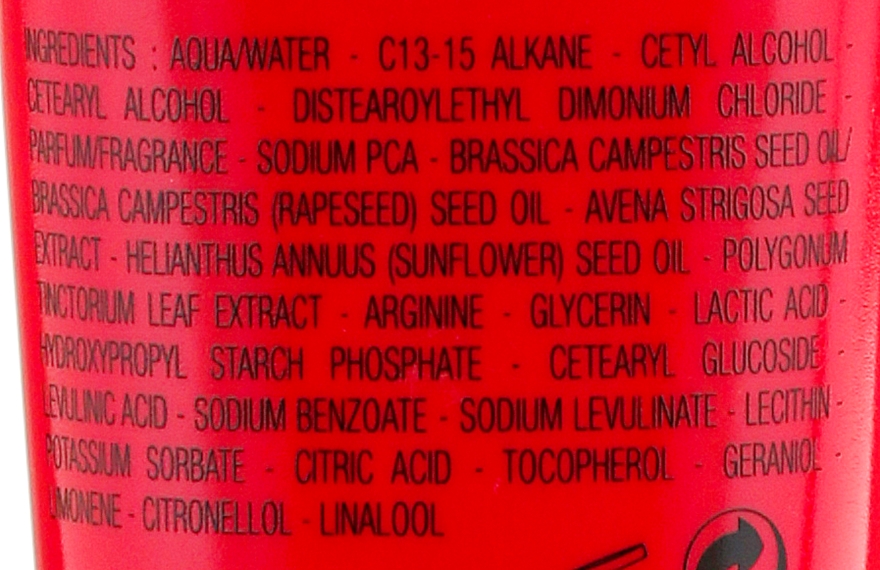 INGREDIENTS : AQUA/WATER - C13-15 ALKANE - CETYL ALCOHOL -
CETEARYL ALCOHOL - DISTEAROYLETHYL DIMONIUM CHLORIDE -
PARFUM/FRAGRANCE - SODIUM PCA - BRASSICA CAMPESTRIS SEED OIL/
BRASSICA CAMPESTRIS (RAPESEED) SEED OIL - AVENA STRIGOSA SEED
EXTRACT - HELIANTHUS ANNUUS (SUNFLOWER) SEED OIL - POLYGONUM
TINCTORIUM LEAF EXTRACT - ARGININE - GLYCERIN - LACTIC ACID -
HYDROXYPROPYL STARCH PHOSPHATE - CETEARYL GLUCOSIDE -
LEVULINIC ACID - SODIUM BENZOATE - SODIUM LEVULINATE - LECITHIN -
POTASSIUM SORBATE - CITRIC ACID - TOCOPHEROL - GERANIOL -
LIMONENE - CITRONELLOL - LINALOOL